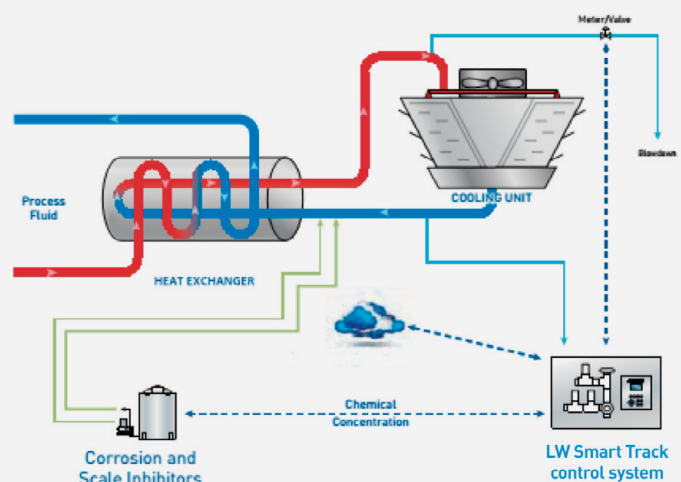 Meter/Valve
Blowdown
COOLING UNIT
Process
Fluid
HEAT EXCHANGER
Chemical
Concentration
Corrosion and
Scale Inhibitors
LW Smart Track
control system